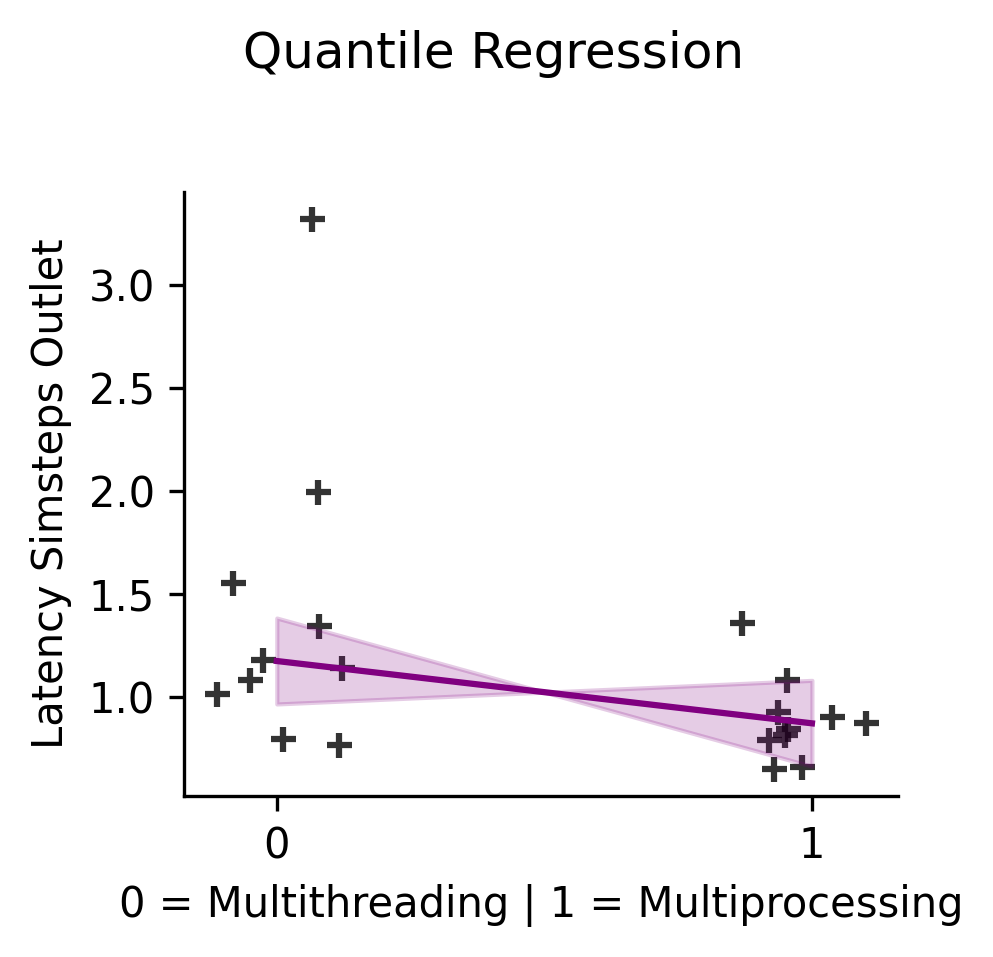 Quantile Regression
Latency Simsteps Outlet
3.0
2.5
2.0
1.5
1.0
0
1
0 = Multithreading | 1 = Multiprocessing